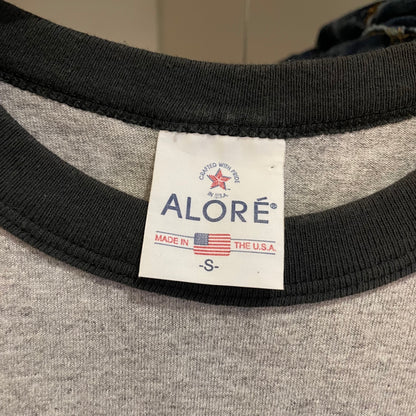 CRAFTED WITH PRIDE
IN U.S.A.
ALORÉ®
MADE IN THE U.S.A.
-S-